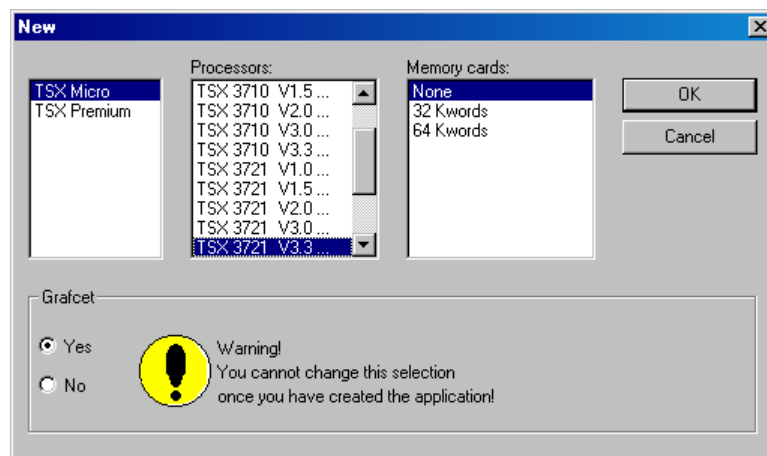 New
TSX Micro
TSX Premium
Processors:
TSX 3710 V1.5 ...
TSX 3710 V2.0 ...
TSX 3710 V3.0 ...
TSX 3710 V3.3 ...
TSX 3721 V1.0 ...
TSX 3721 V1.5 ...
TSX 3721 V2.0 ...
TSX 3721 V3.0 ...
TSX 3721 V3.3 ...
Memory cards:
None
32 Kwords
64 Kwords
OK
Cancel
Grafcet
Yes
No
Warning!
You cannot change this selection
once you have created the application!